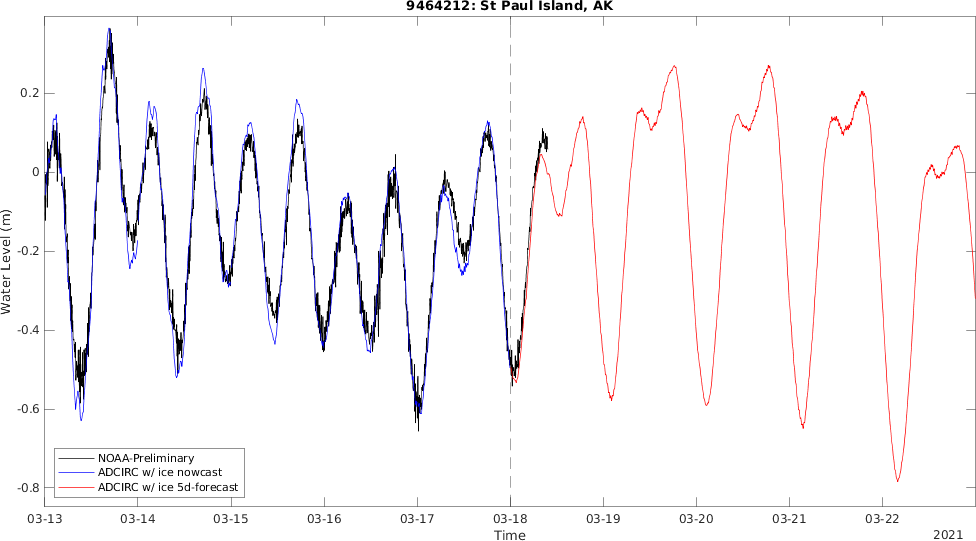 9464212: St Paul Island, AK
Water Level (m)
0.2
0
-0.2
-0.4
-0.6
-0.8
NOAA-Preliminary
ADCIRC w/ ice nowcast
ADCIRC w/ ice 5d-forecast
03-13 03-14 03-15 03-16 03-17 03-18 03-19 03-20 03-21 03-22
Time
2021